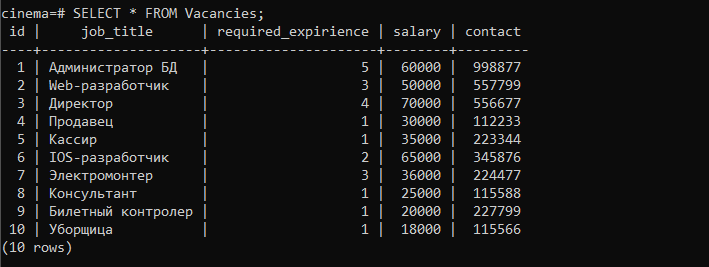 cinema=# SELECT * FROM Vacancies;
 id |     job_title      | required_expirience | salary | contact
----+--------------------+---------------------+--------+---------
  1 | Администратор БД   |                   5 |  60000 |  998877
  2 | Web-разработчик    |                   3 |  50000 |  557799
  3 | Директор           |                   4 |  70000 |  556677
  4 | Продавец           |                   1 |  30000 |  112233
  5 | Кассир             |                   1 |  35000 |  223344
  6 | IOS-разработчик    |                   2 |  65000 |  345876
  7 | Электромонтер      |                   3 |  36000 |  224477
  8 | Консультант        |                   1 |  25000 |  115588
  9 | Билетный контролер |                   1 |  20000 |  227799
 10 | Уборщица           |                   1 |  18000 |  115566
(10 rows)